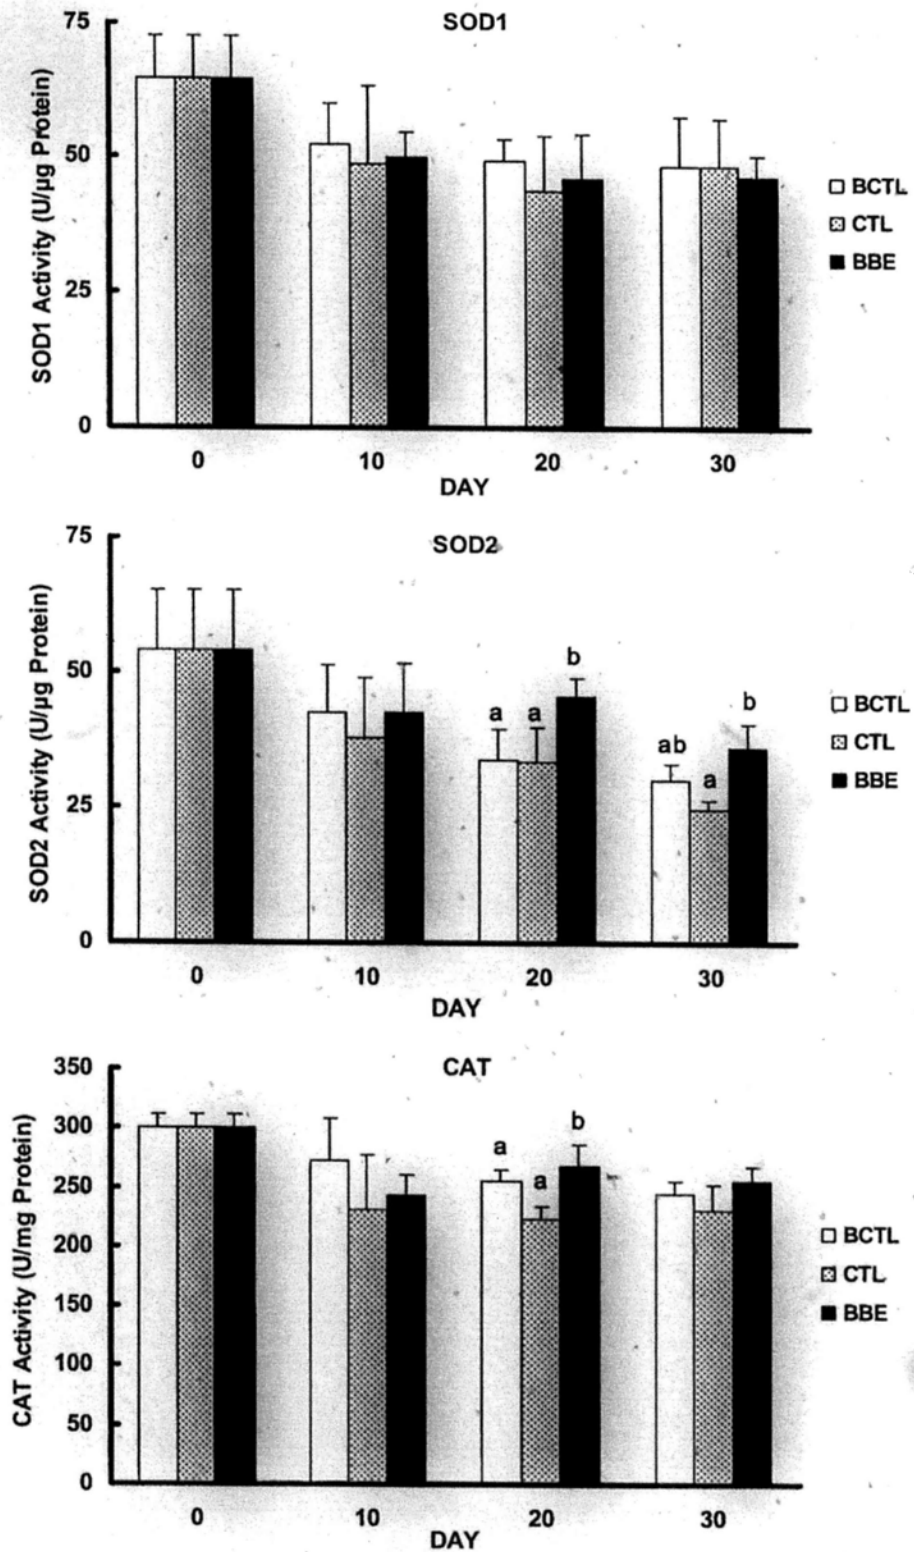 SOD1
75
50
25
0
SOD1 Activity (U/µg Protein)
0 10 20 30
DAY
BCTL
CTL
BBE
SOD2
75
50
25
0
SOD2 Activity (U/µg Protein)
a a b ab a b
0 10 20 30
DAY
BCTL
CTL
BBE
CAT
350
300
250
200
150
100
50
0
CAT Activity (U/mg Protein)
a a b
0 10 20 30
DAY
BCTL
CTL
BBE